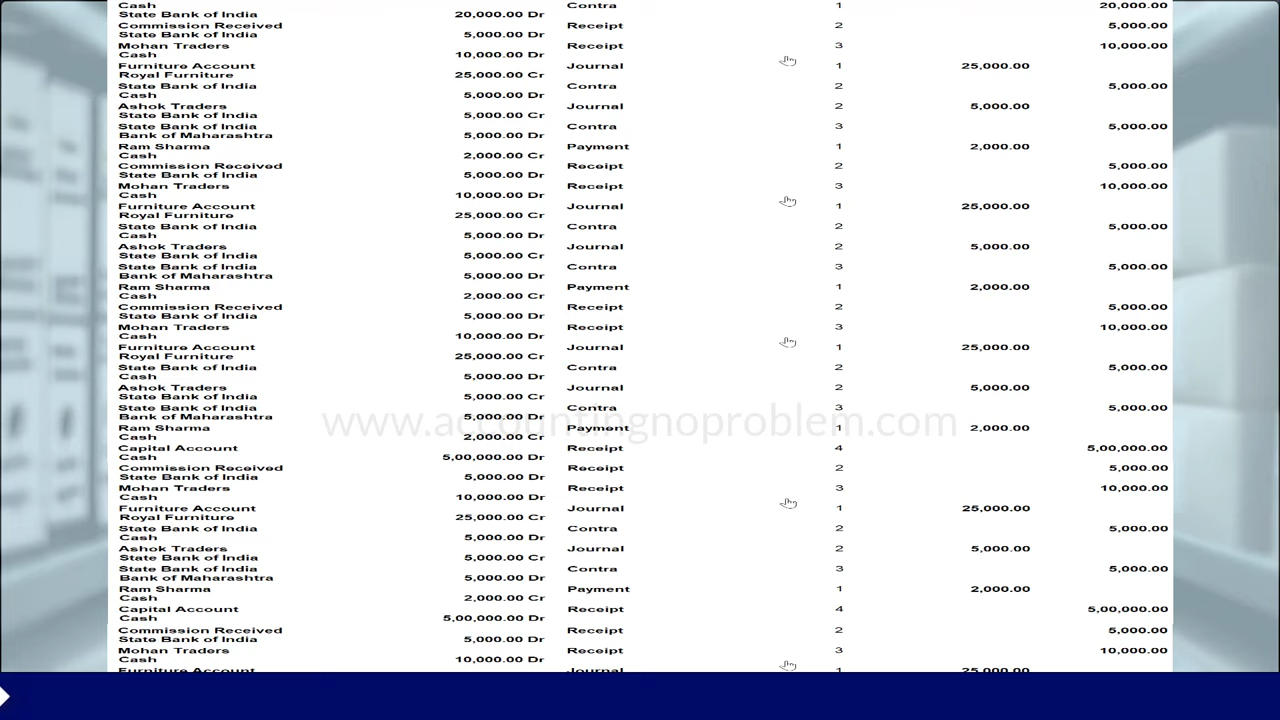 Cash Contra 1 20,000.00
State Bank of India 20,000.00 Dr
Commission Received Receipt 2 5,000.00
State Bank of India 5,000.00 Dr
Mohan Traders Receipt 3 10,000.00
Cash 10,000.00 Dr
Furniture Account Journal 1 25,000.00
Royal Furniture 25,000.00 Cr
State Bank of India Contra 2 5,000.00
Cash 5,000.00 Dr
Ashok Traders Journal 2 5,000.00
State Bank of India 5,000.00 Cr
State Bank of India Contra 3 5,000.00
Bank of Maharashtra 5,000.00 Dr
Ram Sharma Payment 1 2,000.00
Cash 2,000.00 Cr
Commission Received Receipt 2 5,000.00
State Bank of India 5,000.00 Dr
Mohan Traders Receipt 3 10,000.00
Cash 10,000.00 Dr
Furniture Account Journal 1 25,000.00
Royal Furniture 25,000.00 Cr
State Bank of India Contra 2 5,000.00
Cash 5,000.00 Dr
Ashok Traders Journal 2 5,000.00
State Bank of India 5,000.00 Cr
State Bank of India Contra 3 5,000.00
Bank of Maharashtra 5,000.00 Dr
Ram Sharma Payment 1 2,000.00
Cash 2,000.00 Cr
Commission Received Receipt 2 5,000.00
State Bank of India 5,000.00 Dr
Mohan Traders Receipt 3 10,000.00
Cash 10,000.00 Dr
Furniture Account Journal 1 25,000.00
Royal Furniture 25,000.00 Cr
State Bank of India Contra 2 5,000.00
Cash 5,000.00 Dr
Ashok Traders Journal 2 5,000.00
State Bank of India 5,000.00 Cr
State Bank of India Contra 3 5,000.00
Bank of Maharashtra 5,000.00 Dr
www.accountingnoproblem.com
Ram Sharma Payment 1 2,000.00
Cash 2,000.00 Cr
Capital Account Receipt 4 5,00,000.00
Cash 5,00,000.00 Dr
Commission Received Receipt 2 5,000.00
State Bank of India 5,000.00 Dr
Mohan Traders Receipt 3 10,000.00
Cash 10,000.00 Dr
Furniture Account Journal 1 25,000.00
Royal Furniture 25,000.00 Cr
State Bank of India Contra 2 5,000.00
Cash 5,000.00 Dr
Ashok Traders Journal 2 5,000.00
State Bank of India 5,000.00 Cr
State Bank of India Contra 3 5,000.00
Bank of Maharashtra 5,000.00 Dr
Ram Sharma Payment 1 2,000.00
Cash 2,000.00 Cr
Capital Account Receipt 4 5,00,000.00
Cash 5,00,000.00 Dr
Commission Received Receipt 2 5,000.00
State Bank of India 5,000.00 Dr
Mohan Traders Receipt 3 10,000.00
Cash 10,000.00 Dr
Furniture Account Journal 1 25,000.00